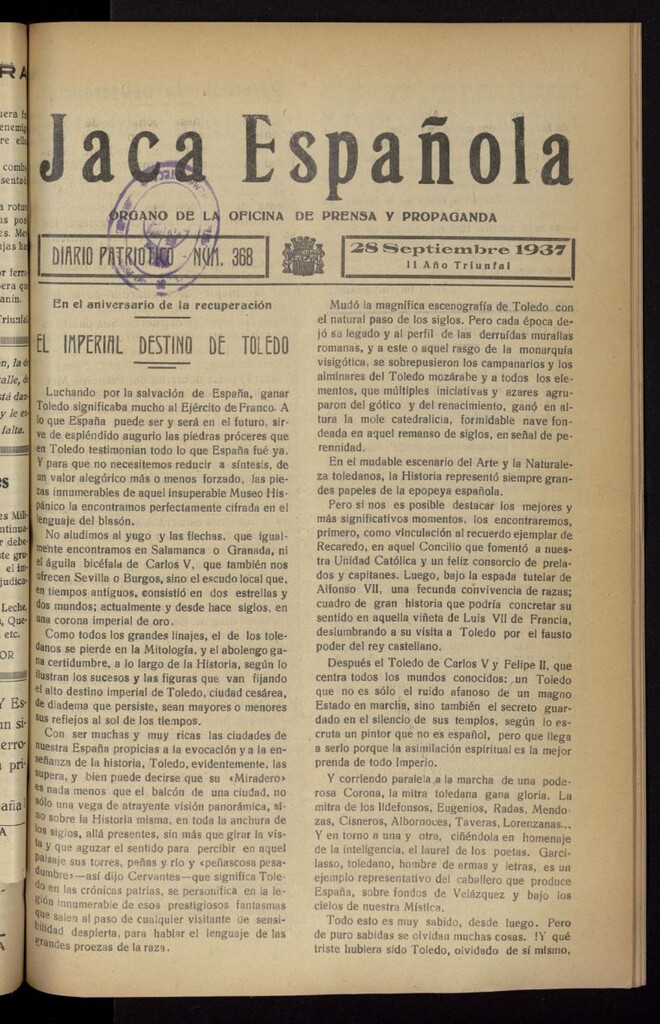 Jaca Española
ORGANO DE LA OFICINA DE PRENSA Y PROPAGANDA
DIARIO PATRIOTICO - NÚM. 368
28 Septiembre 1937
II Año Triunfal
En el aniversario de la recuperación
EL IMPERIAL DESTINO DE TOLEDO
Luchando por la salvación de España, ganar
Toledo significaba mucho al Ejército de Franco. A
lo que España puede ser y será en el futuro, sir-
ve de espléndido augurio las piedras próceres que
en Toledo testimonian todo lo que España fué ya.
Y para que no necesitemos reducir a síntesis, de
un valor alegórico más o menos forzado, las pie-
zas innumerables de aquel insuperable Museo His-
pánico la encontramos perfectamente cifrada en el
lenguaje del blasón.
No aludimos al yugo y las flechas, que igual-
mente encontramos en Salamanca o Granada, ni
el águila bicéfala de Carlos V, que también nos
ofrecen Sevilla o Burgos, sino el escudo local que,
en tiempos antiguos, consistió en dos estrellas y
dos mundos; actualmente y desde hace siglos, en
una corona imperial de oro.
Como todos los grandes linajes, el de los tole-
danos se pierde en la Mitología, y el abolengo ga-
na certidumbre, a lo largo de la Historia, según lo
ilustran los sucesos y las figuras que van fijando
el alto destino imperial de Toledo, ciudad cesárea,
de diadema que persiste, sean mayores o menores
sus reflejos al sol de los tiempos.
Con ser muchas y muy ricas las ciudades de
nuestra España propicias a la evocación y a la en-
señanza de la historia, Toledo, evidentemente, las
supera, y bien puede decirse que su «Miradero»
es nada menos que el balcón de una ciudad, no
sólo una vega de atrayente visión panorámica, si-
no sobre la Historia misma, en toda la anchura de
los siglos, allá presentes, sin más que girar la vis-
ta y que aguzar el sentido para percibir en aquel
paisaje sus torres, peñas y río y «peñascosa pesa-
dumbre»—así dijo Cervantes—que significa Tole-
do en las crónicas patrias, se personifica en la le-
gión innumerable de esos prestigiosos fantasmas
que salen al paso de cualquier visitante de sensi-
bilidad despierta, para hablar el lenguaje de las
grandes proezas de la raza.
Mudó la magnífica escenografía de Toledo con
el natural paso de los siglos. Pero cada época de-
jó su legado y al perfil de las derruídas murallas
romanas, y a este o aquel rasgo de la monarquía
visigótica, se sobrepusieron los campanarios y los
alminares del Toledo mozárabe y a todos los ele-
mentos, que múltiples iniciativas y azares agru-
paron del gótico y del renacimiento, ganó en al-
tura la mole catedralicia, formidable nave fon-
deada en aquel remanso de siglos, en señal de pe-
rennidad.
En el mudable escenario del Arte y la Naturale-
za toledanos, la Historia representó siempre gran-
des papeles de la epopeya española.
Pero si nos es posible destacar los mejores y
más significativos momentos, los encontraremos,
primero, como vinculación al recuerdo ejemplar de
Recaredo, en aquel Concilio que fomentó a nues-
tra Unidad Católica y un feliz consorcio de prela-
dos y capitanes. Luego, bajo la espada tutelar de
Alfonso VII, una fecunda convivencia de razas;
cuadro de gran historia que podría concretar su
sentido en aquella viñeta de Luis VII de Francia,
deslumbrando a su visita a Toledo por el fausto
poder del rey castellano.
Después el Toledo de Carlos V y Felipe II, que
centra todos los mundos conocidos: un Toledo
que no es sólo el ruido afanoso de un magno
Estado en marcha, sino también el secreto guar-
dado en el silencio de sus templos, según lo es-
cruta un pintor que no es español, pero que llega
a serlo porque la asimilación espiritual es la mejor
prenda de todo Imperio.
Y corriendo paralela a la marcha de una pode-
rosa Corona, la mitra toledana gana gloria. La
mitra de los Ildefonsos, Eugenios, Radas, Mendo-
zas, Cisneros, Albornoces, Taveras, Lorenzanas...
Y en torno a una y otra, ciñéndola en homenaje
de la inteligencia, el laurel de los poetas. Garci-
lasso, toledano, hombre de armas y letras, es un
ejemplo representativo del caballero que produce
España, sobre fondos de Velázquez y bajo los
cielos de nuestra Mística.
Todo esto es muy sabido, desde luego. Pero
de puro sabidas se olvidan muchas cosas. !Y qué
triste hubiera sido Toledo, olvidado de sí mismo,